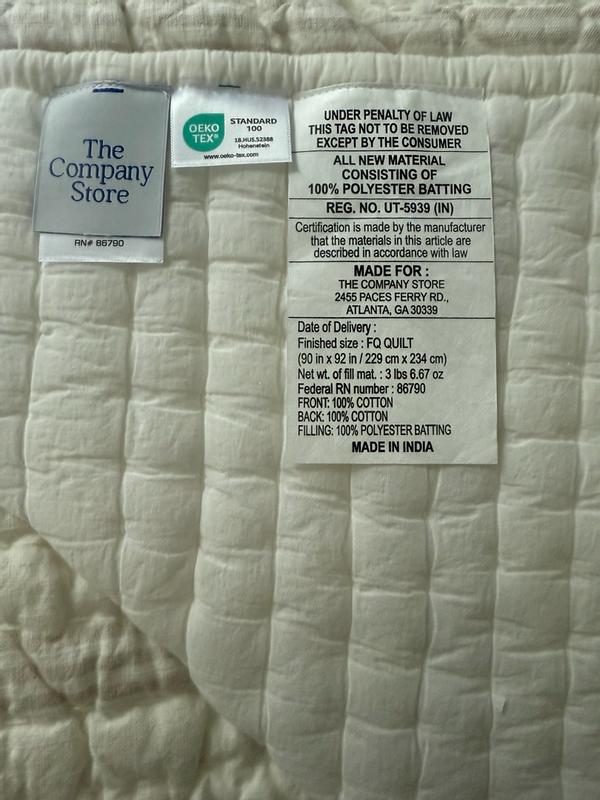 The
Company
Store
RN# 86790
OEKO
TEX®
STANDARD
100
18.HUS.52388
Hohenstein
www.oeko-tex.com
UNDER PENALTY OF LAW
THIS TAG NOT TO BE REMOVED
EXCEPT BY THE CONSUMER
ALL NEW MATERIAL
CONSISTING OF
100% POLYESTER BATTING
REG. NO. UT-5939 (IN)
Certification is made by the manufacturer
that the materials in this article are
described in accordance with law
MADE FOR :
THE COMPANY STORE
2455 PACES FERRY RD.,
ATLANTA, GA 30339
Date of Delivery :
Finished size : FQ QUILT
(90 in x 92 in / 229 cm x 234 cm)
Net wt. of fill mat. : 3 lbs 6.67 oz
Federal RN number : 86790
FRONT: 100% COTTON
BACK: 100% COTTON
FILLING: 100% POLYESTER BATTING
MADE IN INDIA